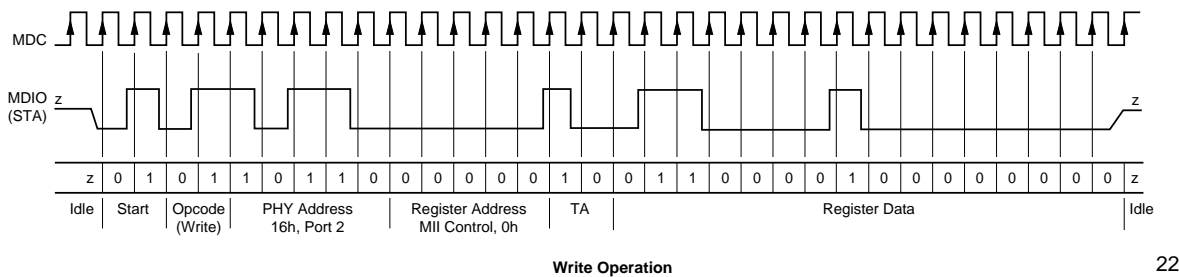 MDC
MDIO z
(STA)
z
z 0 1 0 1 1 0 1 1 0 0 0 0 0 0 1 0 0 1 1 0 0 0 0 1 0 0 0 0 0 0 0 0 z
Idle Start Opcode PHY Address Register Address TA Register Data Idle
(Write) 16h, Port 2 MII Control, 0h
Write Operation
22